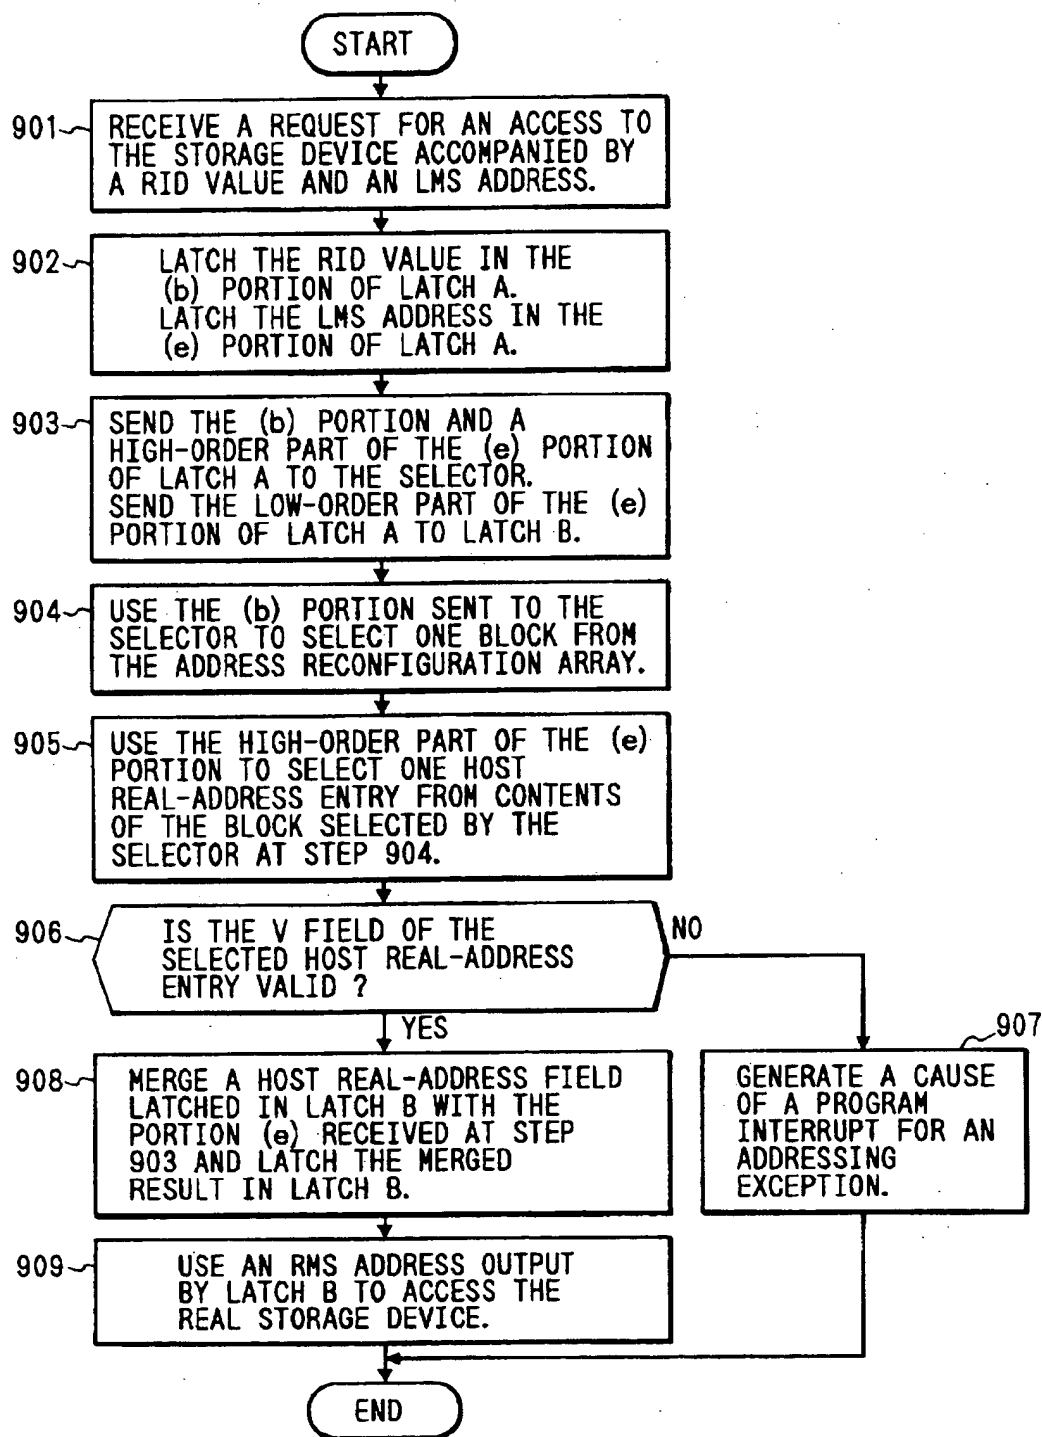 START
901
RECEIVE A REQUEST FOR AN ACCESS TO
THE STORAGE DEVICE ACCOMPANIED BY
A RID VALUE AND AN LMS ADDRESS.
902
LATCH THE RID VALUE IN THE
(b) PORTION OF LATCH A.
LATCH THE LMS ADDRESS IN THE
(e) PORTION OF LATCH A.
903
SEND THE (b) PORTION AND A
HIGH-ORDER PART OF THE (e) PORTION
OF LATCH A TO THE SELECTOR.
SEND THE LOW-ORDER PART OF THE (e)
PORTION OF LATCH A TO LATCH B.
904
USE THE (b) PORTION SENT TO THE
SELECTOR TO SELECT ONE BLOCK FROM
THE ADDRESS RECONFIGURATION ARRAY.
905
USE THE HIGH-ORDER PART OF THE (e)
PORTION TO SELECT ONE HOST
REAL-ADDRESS ENTRY FROM CONTENTS
OF THE BLOCK SELECTED BY THE
SELECTOR AT STEP 904.
906
IS THE V FIELD OF THE
SELECTED HOST REAL-ADDRESS
ENTRY VALID ?
NO
YES
907
GENERATE A CAUSE
OF A PROGRAM
INTERRUPT FOR AN
ADDRESSING
EXCEPTION.
908
MERGE A HOST REAL-ADDRESS FIELD
LATCHED IN LATCH B WITH THE
PORTION (e) RECEIVED AT STEP
903 AND LATCH THE MERGED
RESULT IN LATCH B.
909
USE AN RMS ADDRESS OUTPUT
BY LATCH B TO ACCESS THE
REAL STORAGE DEVICE.
END